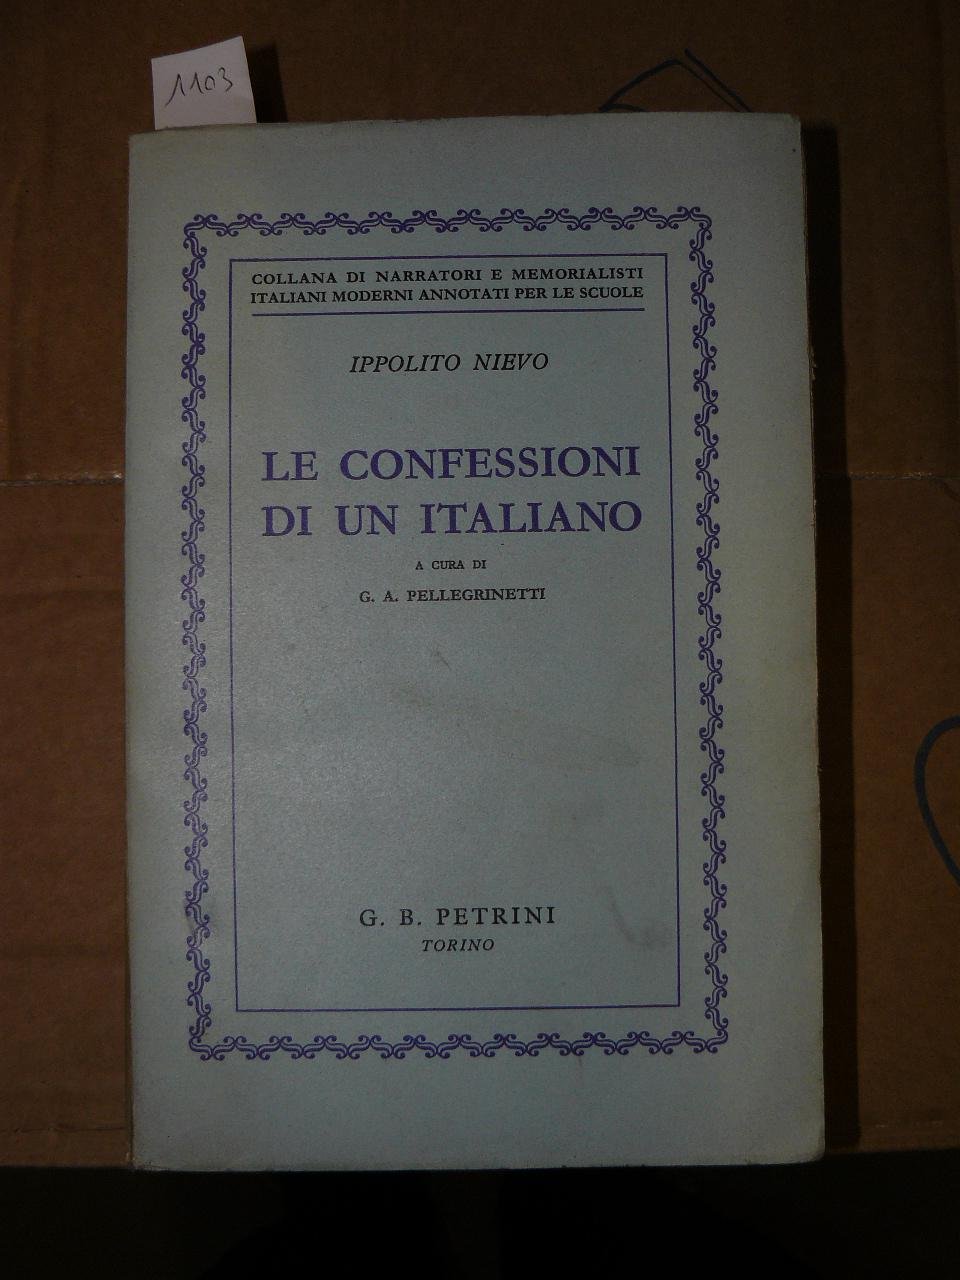 1103
COLLANA DI NARRATORI E MEMORIALISTI
ITALIANI MODERNI ANNOTATI PER LE SCUOLE
IPPOLITO NIEVO
LE CONFESSIONI
DI UN ITALIANO
A CURA DI
G. A. PELLEGRINETTI
G. B. PETRINI
TORINO